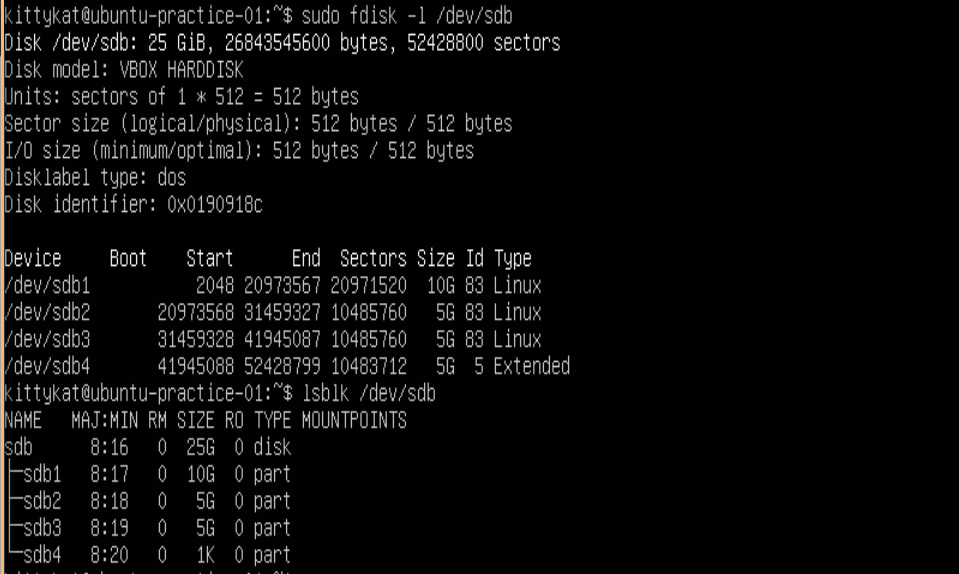 kittykat@ubuntu-practice-01:~$ sudo fdisk -l /dev/sdb
Disk /dev/sdb: 25 GiB, 26843545600 bytes, 52428800 sectors
Disk model: VBOX HARDDISK
Units: sectors of 1 * 512 = 512 bytes
Sector size (logical/physical): 512 bytes / 512 bytes
I/O size (minimum/optimal): 512 bytes / 512 bytes
Disklabel type: dos
Disk identifier: 0x0190918c

Device     Boot    Start      End  Sectors Size Id Type
/dev/sdb1           2048 20973567 20971520  10G 83 Linux
/dev/sdb2       20973568 31459327 10485760   5G 83 Linux
/dev/sdb3       31459328 41945087 10485760   5G 83 Linux
/dev/sdb4       41945088 52428799 10483712   5G  5 Extended
kittykat@ubuntu-practice-01:~$ lsblk /dev/sdb
NAME   MAJ:MIN RM SIZE RO TYPE MOUNTPOINTS
sdb      8:16   0  25G  0 disk
├─sdb1   8:17   0  10G  0 part
├─sdb2   8:18   0   5G  0 part
├─sdb3   8:19   0   5G  0 part
└─sdb4   8:20   0   1K  0 part